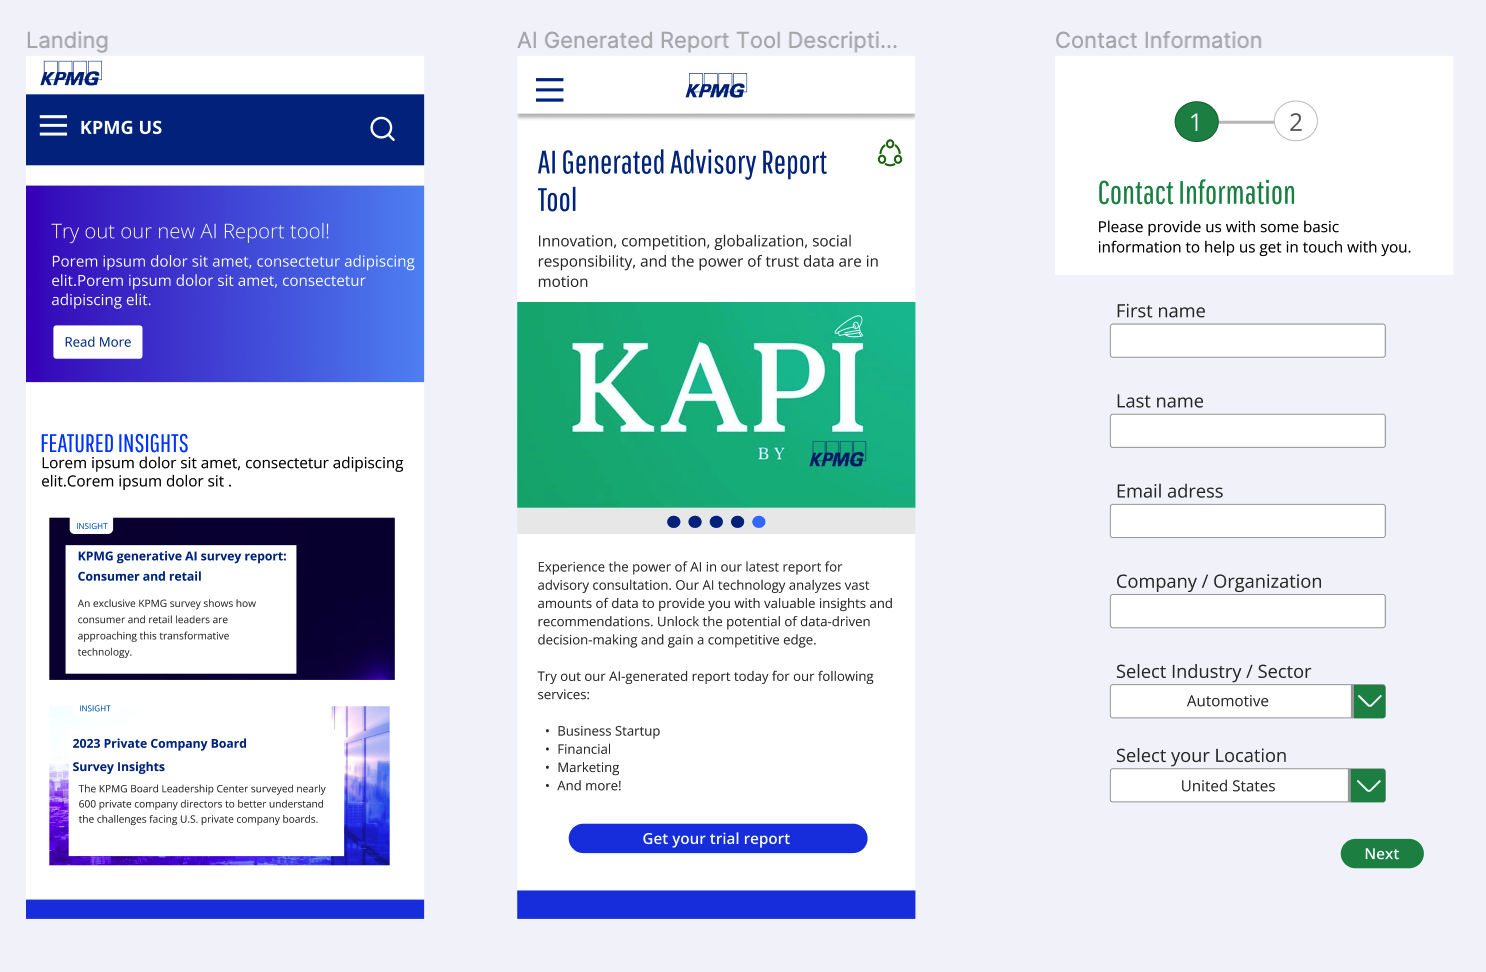 Landing
KPMG
KPMG US
Try out our new AI Report tool!
Porem ipsum dolor sit amet, consectetur adipiscing
elit.Porem ipsum dolor sit amet, consectetur
adipiscing elit.
Read More
FEATURED INSIGHTS
Lorem ipsum dolor sit amet, consectetur adipiscing
elit.Corem ipsum dolor sit .
INSIGHT
KPMG generative AI survey report:
Consumer and retail
An exclusive KPMG survey shows how
consumer and retail leaders are
approaching this transformative
technology.
INSIGHT
2023 Private Company Board
Survey Insights
The KPMG Board Leadership Center surveyed nearly
600 private company directors to better understand
the challenges facing U.S. private company boards.
AI Generated Report Tool Descripti...
KPMG
AI Generated Advisory Report
Tool
Innovation, competition, globalization, social
responsibility, and the power of trust data are in
motion
KAPI
BY KPMG
Experience the power of AI in our latest report for
advisory consultation. Our AI technology analyzes vast
amounts of data to provide you with valuable insights and
recommendations. Unlock the potential of data-driven
decision-making and gain a competitive edge.
Try out our AI-generated report today for our following
services:
• Business Startup
• Financial
• Marketing
• And more!
Get your trial report
Contact Information
1 2
Contact Information
Please provide us with some basic
information to help us get in touch with you.
First name
Last name
Email adress
Company / Organization
Select Industry / Sector
Automotive
Select your Location
United States
Next